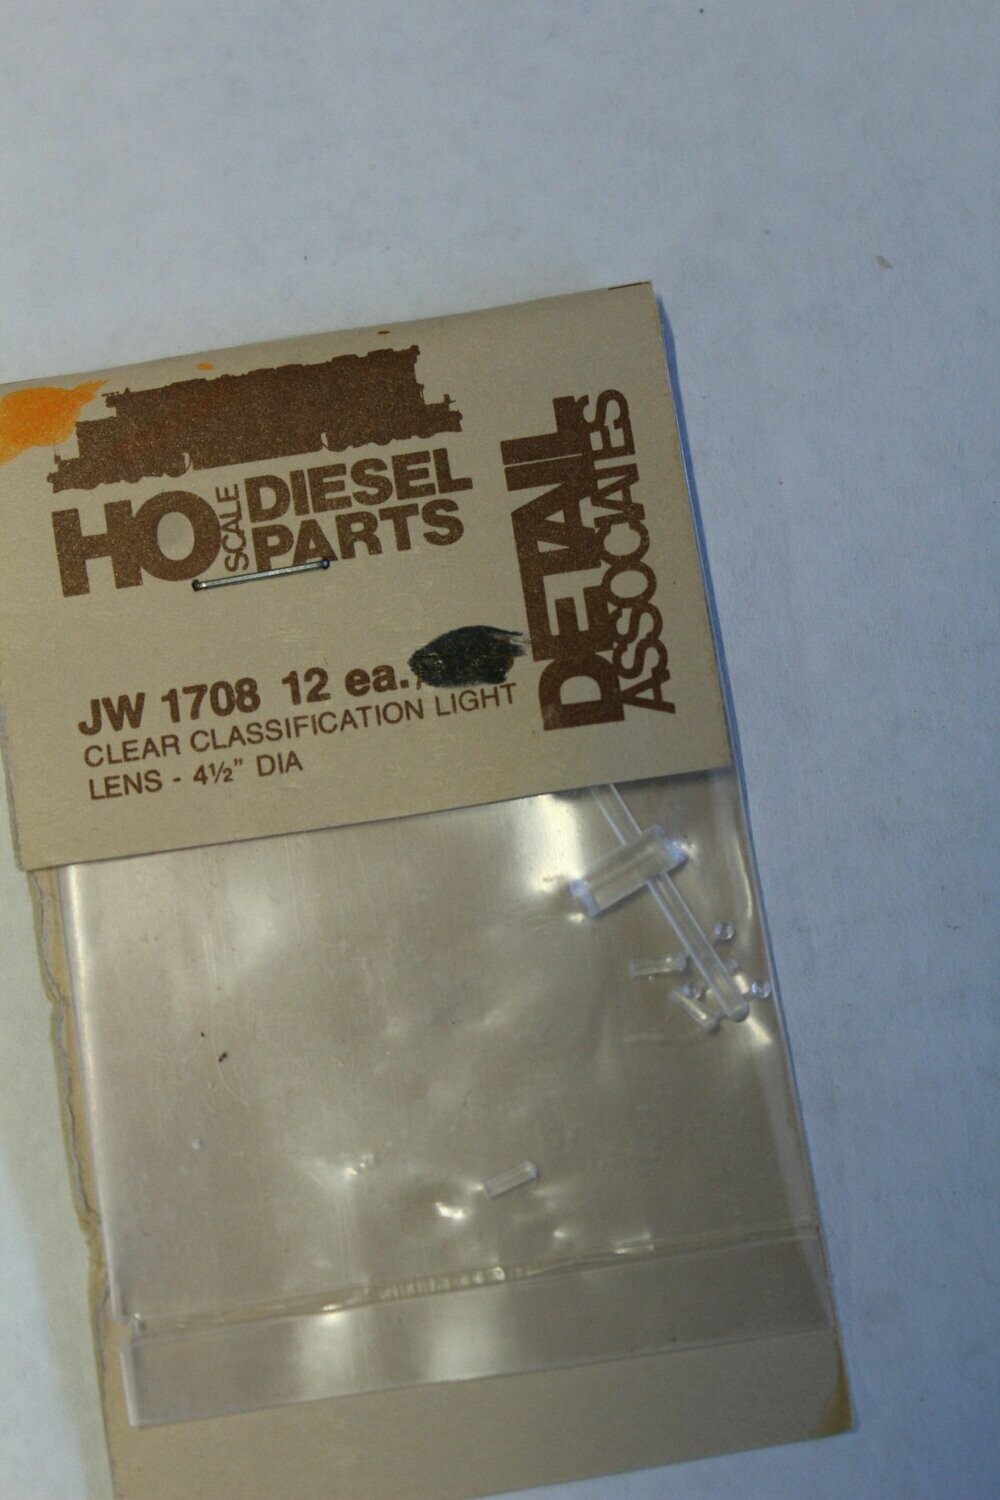 HO SCALE DIESEL
PARTS
DETAIL
ASSOCIATES
JW 1708 12 ea.
CLEAR CLASSIFICATION LIGHT
LENS - 4½" DIA